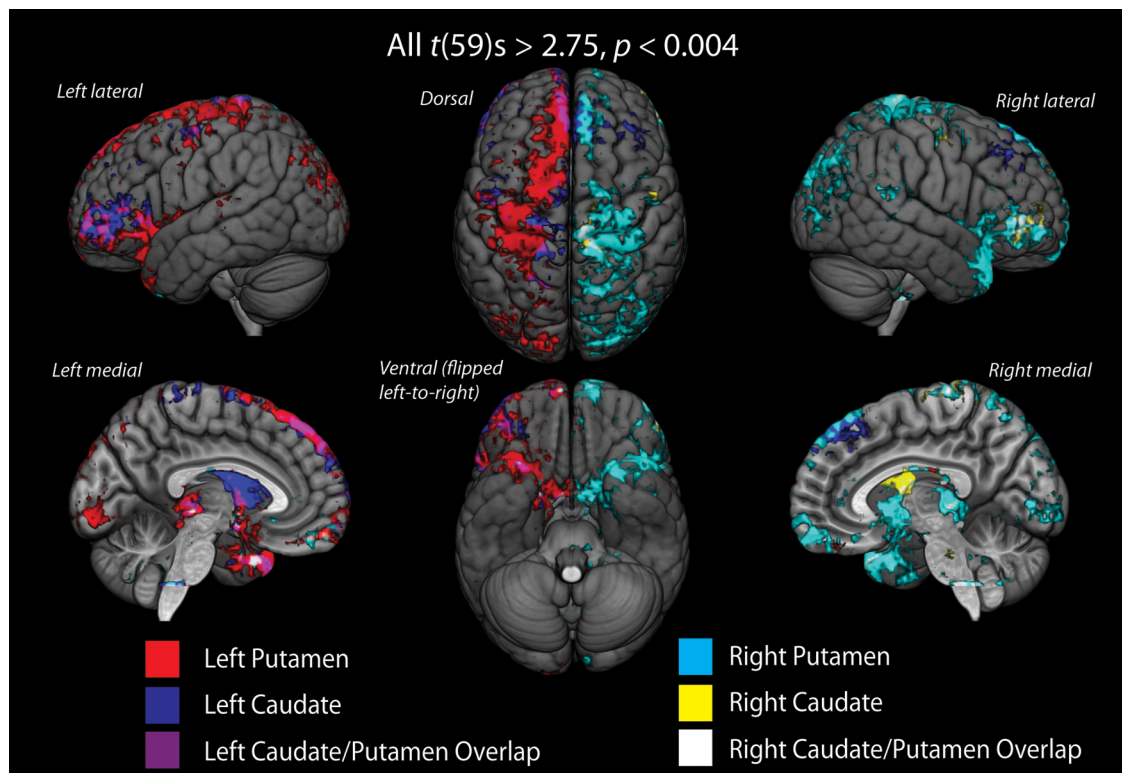 All t(59)s > 2.75, p < 0.004
Left lateral
Dorsal
Right lateral
Left medial
Ventral (flipped
left-to-right)
Right medial
Left Putamen
Left Caudate
Left Caudate/Putamen Overlap
Right Putamen
Right Caudate
Right Caudate/Putamen Overlap